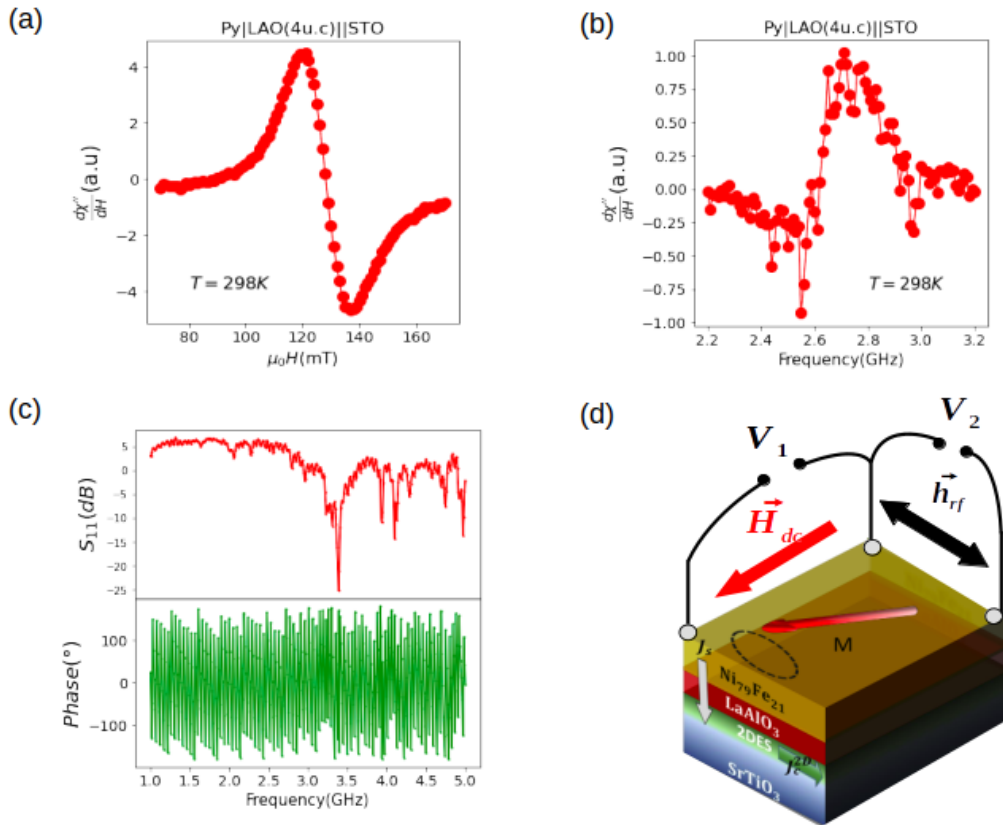 (a)
Py|LAO(4u.c)||STO
dχ''/dH (a.u)
4
2
0
−2
−4
T = 298K
80 100 120 140 160
μ₀H(mT)
(b)
Py|LAO(4u.c)||STO
dχ''/dH (a.u)
1.00
0.75
0.50
0.25
0.00
−0.25
−0.50
−0.75
−1.00
T = 298K
2.2 2.4 2.6 2.8 3.0 3.2
Frequency(GHz)
(c)
S₁₁(dB)
5
0
−5
−10
−15
−20
−25
Phase(°)
100
0
−100
1.0 1.5 2.0 2.5 3.0 3.5 4.0 4.5 5.0
Frequency(GHz)
(d)
V₁
V₂
H⃗dc
h⃗rf
M
Js
Ni₇₉Fe₂₁
LaAlO₃
2DES
Jc²ᴰ
SrTiO₃